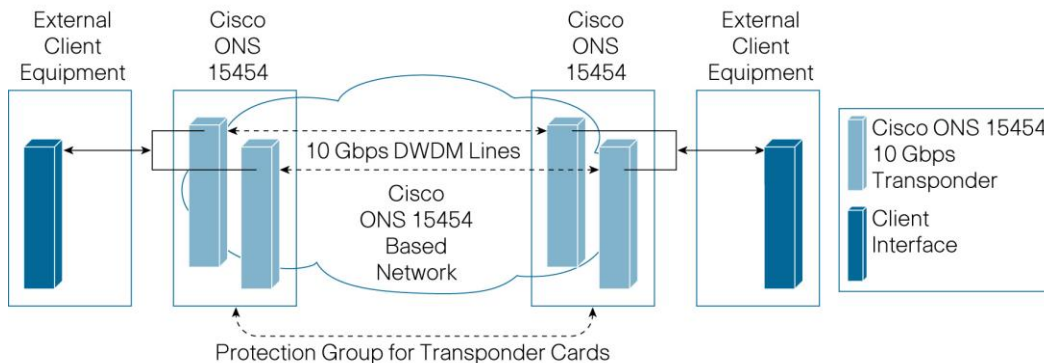 External
Client
Equipment
Cisco
ONS
15454
Cisco
ONS
15454
External
Client
Equipment
10 Gbps DWDM Lines
Cisco
ONS 15454
Based
Network
Protection Group for Transponder Cards
Cisco ONS 15454
10 Gbps
Transponder
Client
Interface